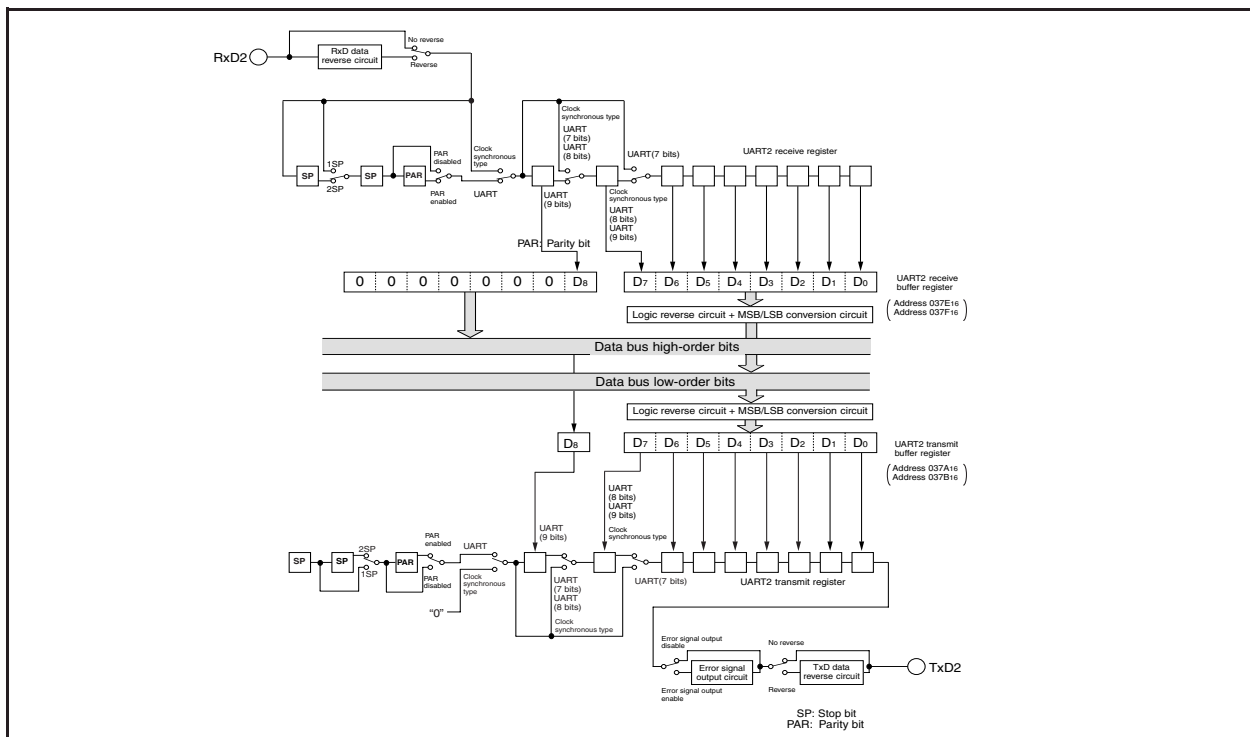 No reverse
RxD2
RxD data
reverse circuit
Reverse
Clock
synchronous type
UART
(7 bits)
UART
(8 bits)
UART(7 bits)
UART2 receive register
1SP
2SP
SP
SP
PAR
disabled
PAR
PAR
enabled
Clock
synchronous
type
UART
UART
(9 bits)
Clock
synchronous type
UART
(8 bits)
UART
(9 bits)
PAR: Parity bit
0 0 0 0 0 0 0 D8
D7 D6 D5 D4 D3 D2 D1 D0
UART2 receive
buffer register
Address 037E16
Address 037F16
Logic reverse circuit + MSB/LSB conversion circuit
Data bus high-order bits
Data bus low-order bits
Logic reverse circuit + MSB/LSB conversion circuit
D8
D7 D6 D5 D4 D3 D2 D1 D0
UART2 transmit
buffer register
Address 037A16
Address 037B16
UART
(8 bits)
UART
(9 bits)
Clock
synchronous type
UART
(9 bits)
PAR
enabled
UART
2SP
SP
SP
PAR
1SP
PAR
disabled
Clock
synchronous
type
"0"
UART
(7 bits)
UART
(8 bits)
Clock
synchronous type
UART(7 bits)
UART2 transmit register
Error signal output
disable
No reverse
Error signal
output circuit
TxD data
reverse circuit
TxD2
Error signal output
enable
Reverse
SP: Stop bit
PAR: Parity bit